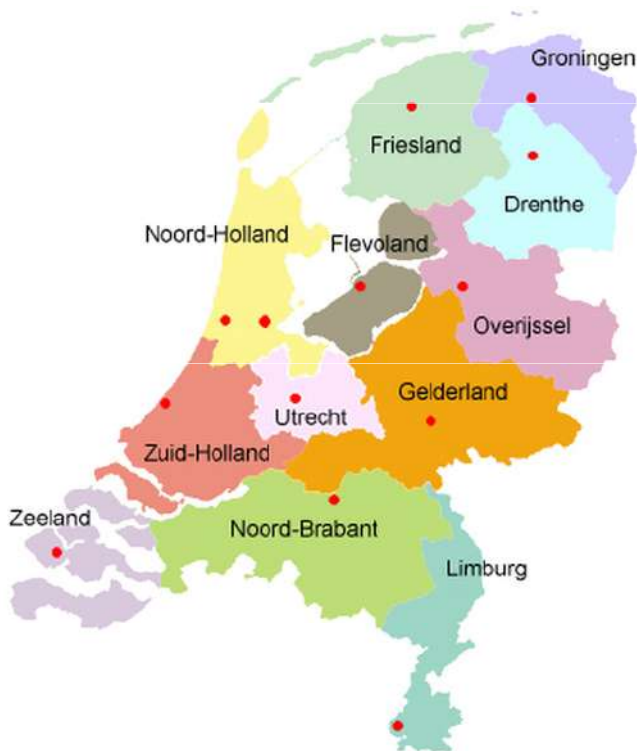 Groningen
Friesland
Drenthe
Noord-Holland
Flevoland
Overijssel
Gelderland
Utrecht
Zuid-Holland
Zeeland
Noord-Brabant
Limburg